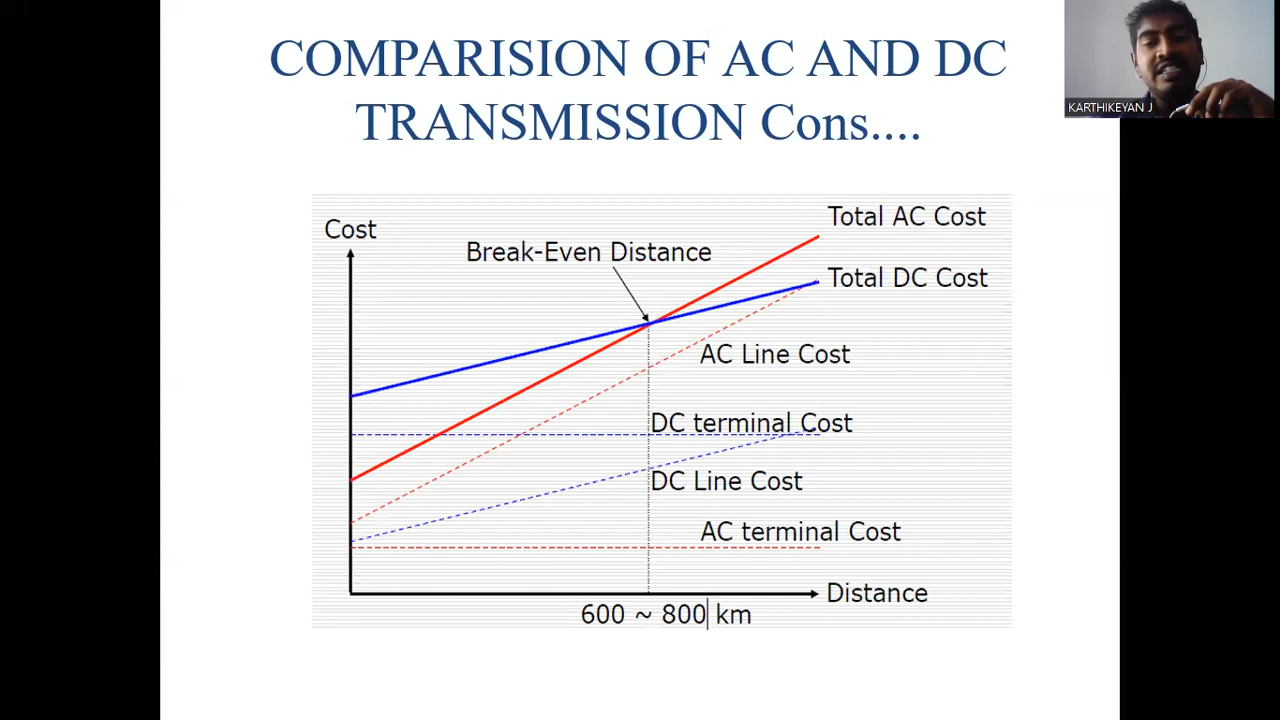 COMPARISION OF AC AND DC
TRANSMISSION Cons....
KARTHIKEYAN J
Cost
Total AC Cost
Break-Even Distance
Total DC Cost
AC Line Cost
DC terminal Cost
DC Line Cost
AC terminal Cost
Distance
600 ~ 800 km